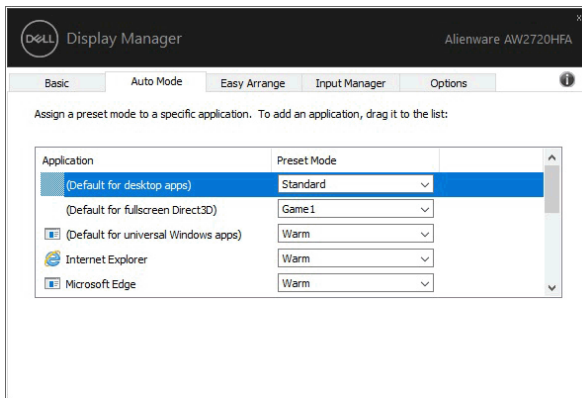 DELL Display Manager Alienware AW2720HFA
Basic Auto Mode Easy Arrange Input Manager Options
Assign a preset mode to a specific application. To add an application, drag it to the list:
Application Preset Mode
(Default for desktop apps) Standard
(Default for fullscreen Direct3D) Game1
(Default for universal Windows apps) Warm
Internet Explorer Warm
Microsoft Edge Warm